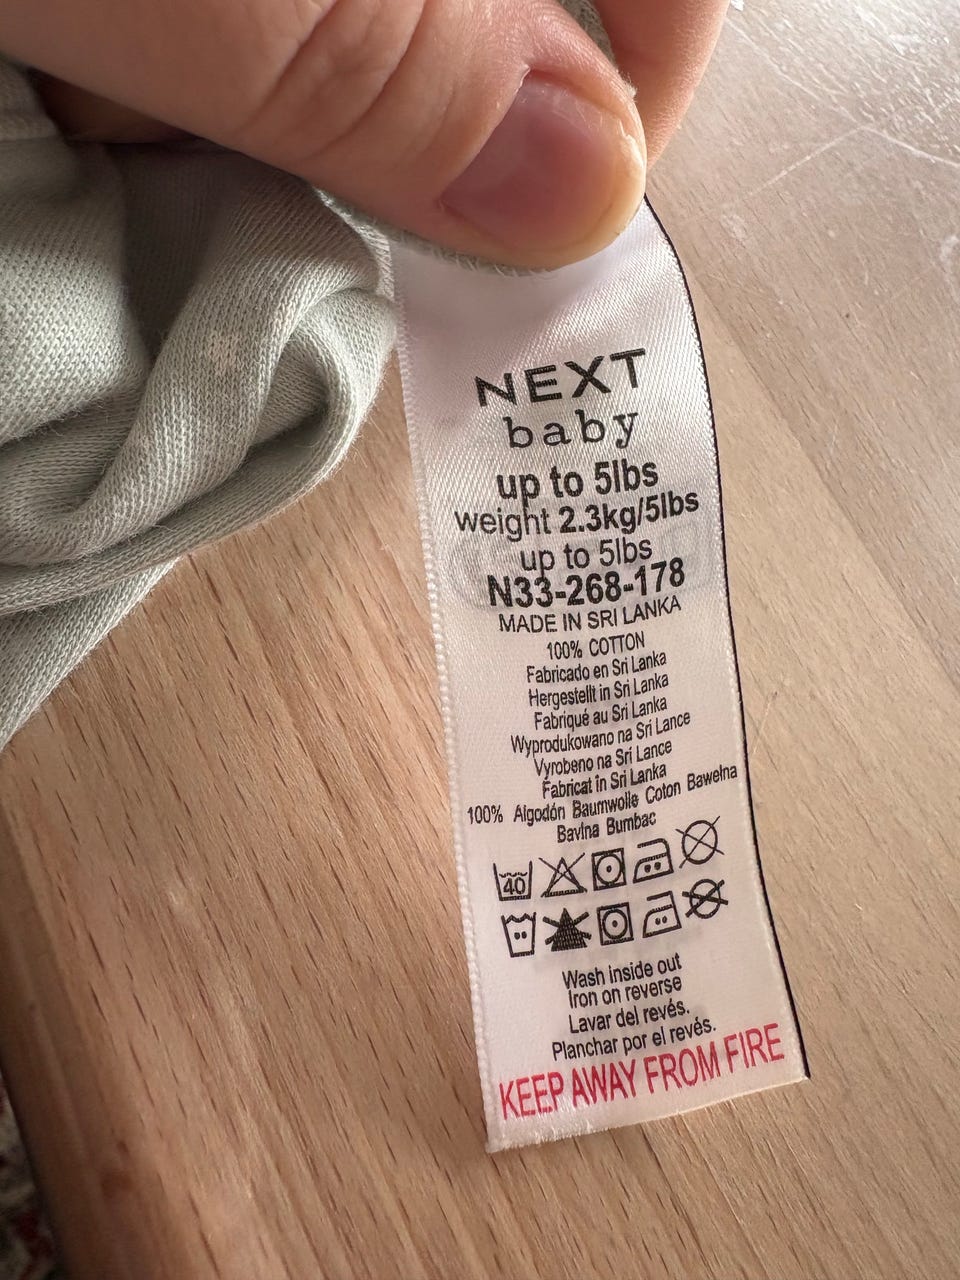 NEXT
baby
up to 5lbs
weight 2.3kg/5lbs
up to 5lbs
N33-268-178
MADE IN SRI LANKA
100% COTTON
Fabricado en Sri Lanka
Hergestellt in Sri Lanka
Fabriqué au Sri Lanka
Wyprodukowano na Sri Lance
Vyrobeno na Sri Lance
Fabricat în Sri Lanka
100% Algodón Baumwolle Coton Bawełna
Bavlna Bumbac
40
Wash inside out
Iron on reverse
Lavar del revés.
Planchar por el revés.
KEEP AWAY FROM FIRE